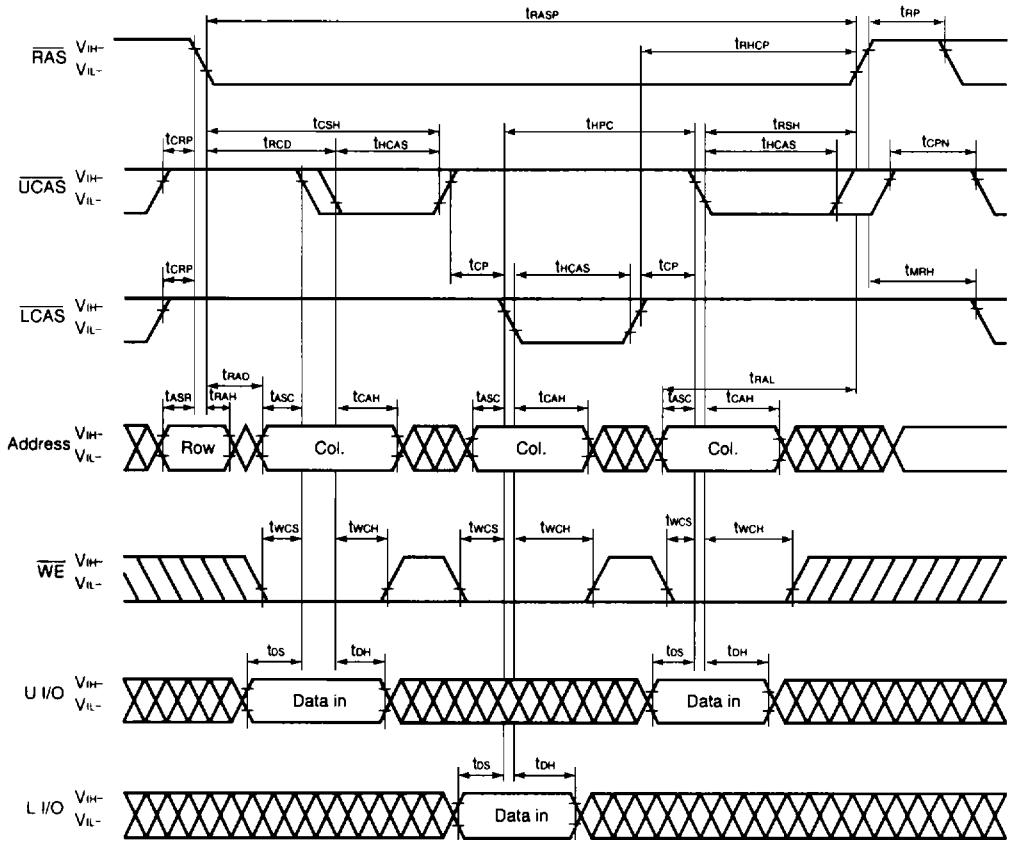 tRASP
tRP
tRHCP
RAS VIH–
VIL–
tCSH
tHPC
tRSH
tCRP
tRCD
tHCAS
tHCAS
tCPN
UCAS VIH–
VIL–
tCRP
tCP
tHCAS
tCP
tMRH
LCAS VIH–
VIL–
tRAD
tRAL
tASR
tRAH
tASC
tCAH
tASC
tCAH
tASC
tCAH
Address VIH–
VIL–
Row
Col.
Col.
Col.
tWCS
tWCH
tWCS
tWCH
tWCS
tWCH
WE VIH–
VIL–
tDS
tDH
tDS
tDH
U I/O VIH–
VIL–
Data in
Data in
tDS
tDH
L I/O VIH–
VIL–
Data in